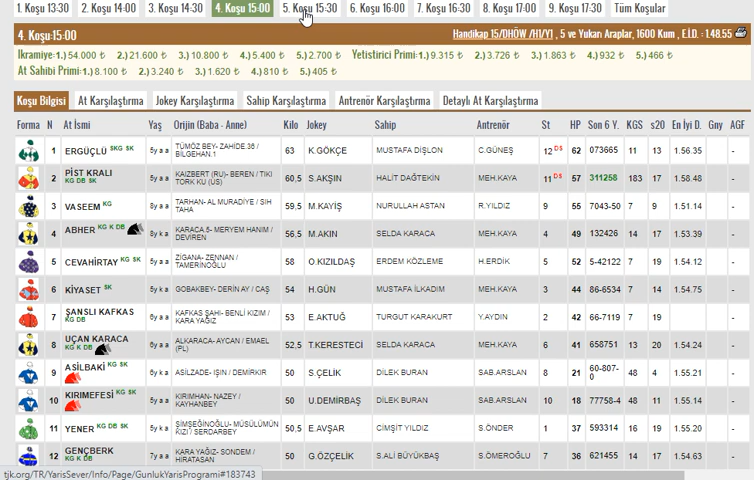 1. Koşu 13:30 2. Koşu 14:00 3. Koşu 14:30 4. Koşu 15:00 5. Koşu 15:30 6. Koşu 16:00 7. Koşu 16:30 8. Koşu 17:00 9. Koşu 17:30 Tüm Koşular
4. Koşu:15:00 Handikap 15/DHÖW /H1/Y1 , 5 ve Yukarı Araplar, 1600 Kum , E.İ.D. : 1.48.55
İkramiye:1.) 54.000 ₺ 2.) 21.600 ₺ 3.) 10.800 ₺ 4.) 5.400 ₺ 5.) 2.700 ₺ Yetiştirici Primi:1.) 9.315 ₺ 2.) 3.726 ₺ 3.) 1.863 ₺ 4.) 932 ₺ 5.) 466 ₺
At Sahibi Primi:1.) 8.100 ₺ 2.) 3.240 ₺ 3.) 1.620 ₺ 4.) 810 ₺ 5.) 405 ₺
Koşu Bilgisi At Karşılaştırma Jokey Karşılaştırma Sahip Karşılaştırma Antrenör Karşılaştırma Detaylı At Karşılaştırma
Forma N At İsmi Yaş Orijin (Baba - Anne) Kilo Jokey Sahip Antrenör St HP Son 6 Y. KGS s20 En İyi D. Gny AGF
1 ERGÜÇLÜ SKG SK 5y a a TÜMÖZ BEY- ZAHİDE.36 / BİLGEHAN.1 63 K.GÖKÇE MUSTAFA DİŞLON C.GÜNEŞ 12 DS 62 073665 11 13 1.56.35 -
2 PİST KRALI KG DB SK 5y a a KAIZBERT (RU)- BEREN / TIKI TORK KU (US) 60,5 S.AKŞIN HALİT DAĞTEKİN MEH.KAYA 11 DS 57 311258 183 17 1.58.48 -
3 VASEEM KG 8y a a TARHAN- AL MURADIYE / SIH TAHA 59,5 M.KAYİŞ NURULLAH ASTAN R.YILDIZ 9 55 7043-50 7 9 1.51.14 -
4 ABHER KG K DB 8y k a KARACA.5- MERYEM HANIM / DEVİREN 56,5 M.AKIN SELDA KARACA MEH.KAYA 4 49 132426 14 17 1.53.39 -
5 CEVAHİRTAY KG SK 5y a a ZİGANA- ZENNAN / TAMERİNOĞLU 58 O.KIZILDAŞ ERDEM KÖZLEME H.ERDİK 5 52 5-42122 7 19 1.54.12 -
6 KİYASET SK 5y k a GOBAKBEY- DERİN AY / CAŞ 54 H.GÜN MUSTAFA İLKADIM MEH.KAYA 3 44 86-6534 7 14 1.54.75 -
7 ŞANSLI KAFKAS KG DB 6y a a KAFKAS ŞAHI- BENLİ KIZIM / KARA YAĞIZ 53 E.AKTUĞ TURGUT KARAKURT Y.AYDIN 2 42 66-7119 7 19 -
8 UÇAN KARACA KG K DB 6y a a ALKARACA- AYCAN / EMAEL (PL) 52,5 T.KERESTECİ SELDA KARACA MEH.KAYA 6 41 658751 13 20 1.54.24 -
9 ASİLBAKİ KG SK 6y k a ASİLZADE- IŞIN / DEMİRKIR 50 S.ÇELİK DİLEK BURAN SAB.ARSLAN 8 21 60-807-0 48 4 1.55.21 -
10 KIRIMEFESİ KG SK 5y a a KIRIMHAN- NAZEY / KAYHANBEY 50 U.DEMİRBAŞ DİLEK BURAN SAB.ARSLAN 10 18 77758-4 48 11 1.55.14 -
11 YENER KG DB SK 5y a a ŞİMŞEĞİNOĞLU- MÜSÜLÜMÜN KIZI / SERDARBEY 50,5 E.AVŞAR CİMŞİT YILDIZ S.ÖNDER 1 37 593314 16 19 1.55.20 -
12 GENÇBERK 7y a a KARA YAĞIZ- SONDEM / HIRATASAN 50 G.ÖZÇELİK S.ALİ BÜYÜKBAŞ S.ÖMEROĞLU 7 36 621455 14 17 1.54.63 -
tjk.org/TR/YarisSever/Info/Page/GunlukYarisProgrami#183743